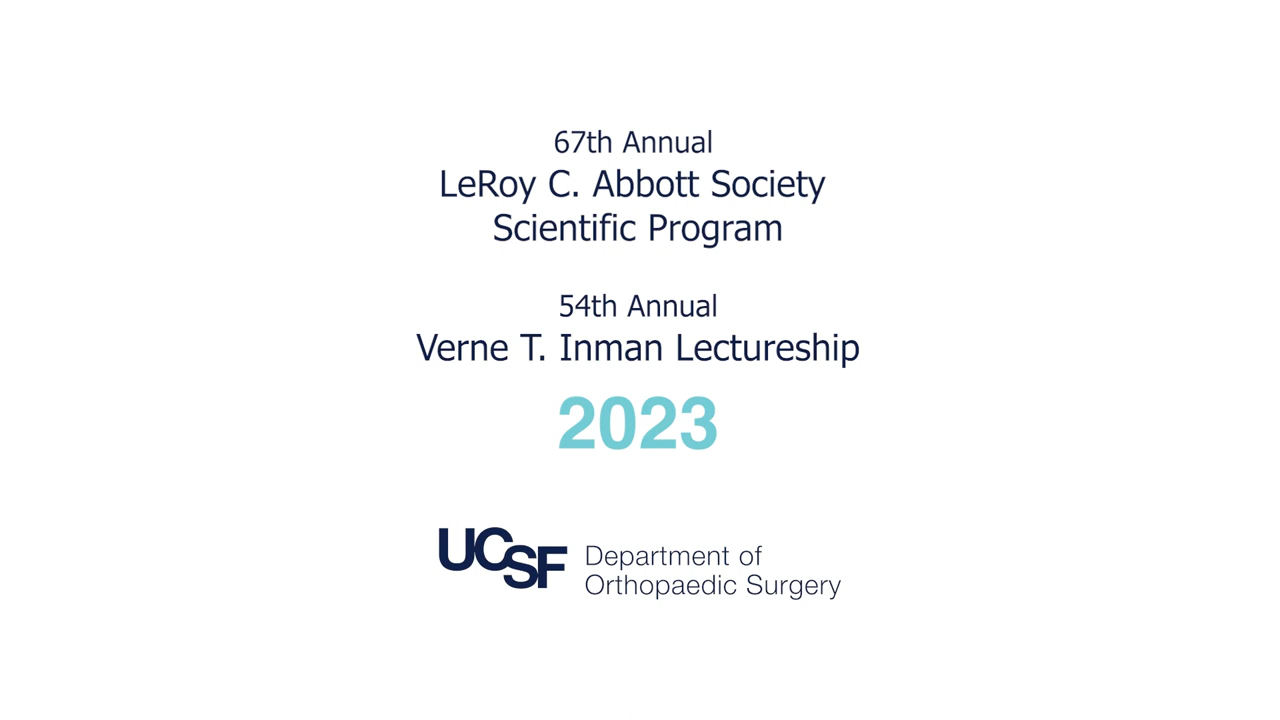 67th Annual
LeRoy C. Abbott Society
Scientific Program
54th Annual
Verne T. Inman Lectureship
2023
UCSF Department of
Orthopaedic Surgery